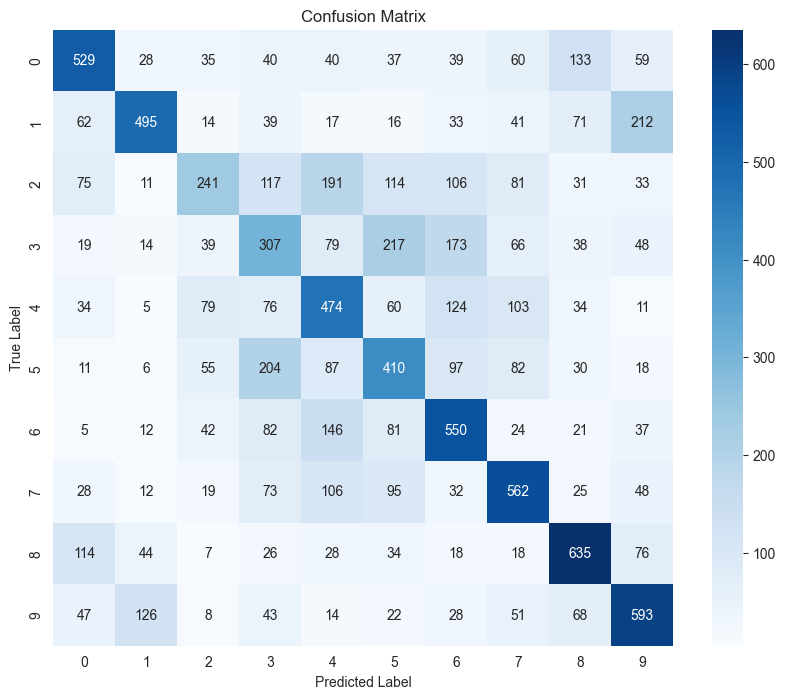 Confusion Matrix
0 529 28 35 40 40 37 39 60 133 59
1 62 495 14 39 17 16 33 41 71 212
2 75 11 241 117 191 114 106 81 31 33
3 19 14 39 307 79 217 173 66 38 48
4 34 5 79 76 474 60 124 103 34 11
5 11 6 55 204 87 410 97 82 30 18
6 5 12 42 82 146 81 550 24 21 37
7 28 12 19 73 106 95 32 562 25 48
8 114 44 7 26 28 34 18 18 635 76
9 47 126 8 43 14 22 28 51 68 593
0 1 2 3 4 5 6 7 8 9
Predicted Label
True Label
600
500
400
300
200
100